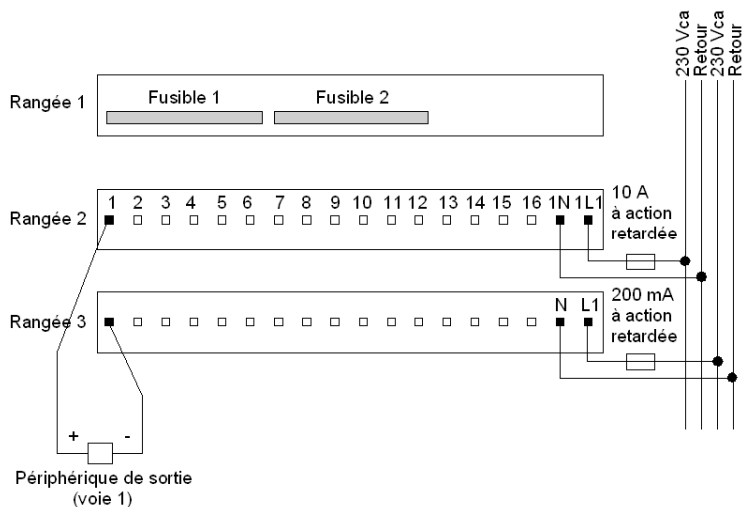 230 Vca
Retour
230 Vca
Retour
Rangée 1
Fusible 1
Fusible 2
Rangée 2
1 2 3 4 5 6 7 8 9 10 11 12 13 14 15 16 1N 1L1
10 A
à action
retardée
Rangée 3
N L1
200 mA
à action
retardée
+ -
Périphérique de sortie
(voie 1)